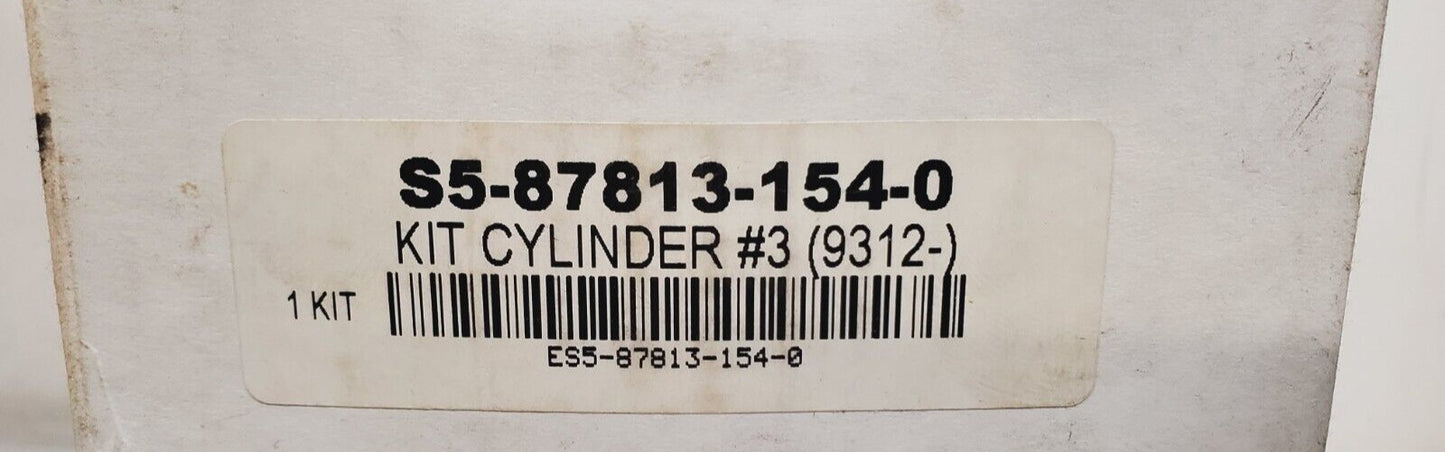 S5-87813-154-0
KIT CYLINDER #3 (9312-)
1 KIT
ES5-87813-154-0